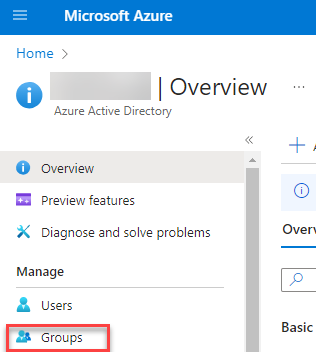 Microsoft Azure
Home
| Overview
Azure Active Directory
Overview
Preview features
Diagnose and solve problems
Manage
Users
Groups
Overv
Basic